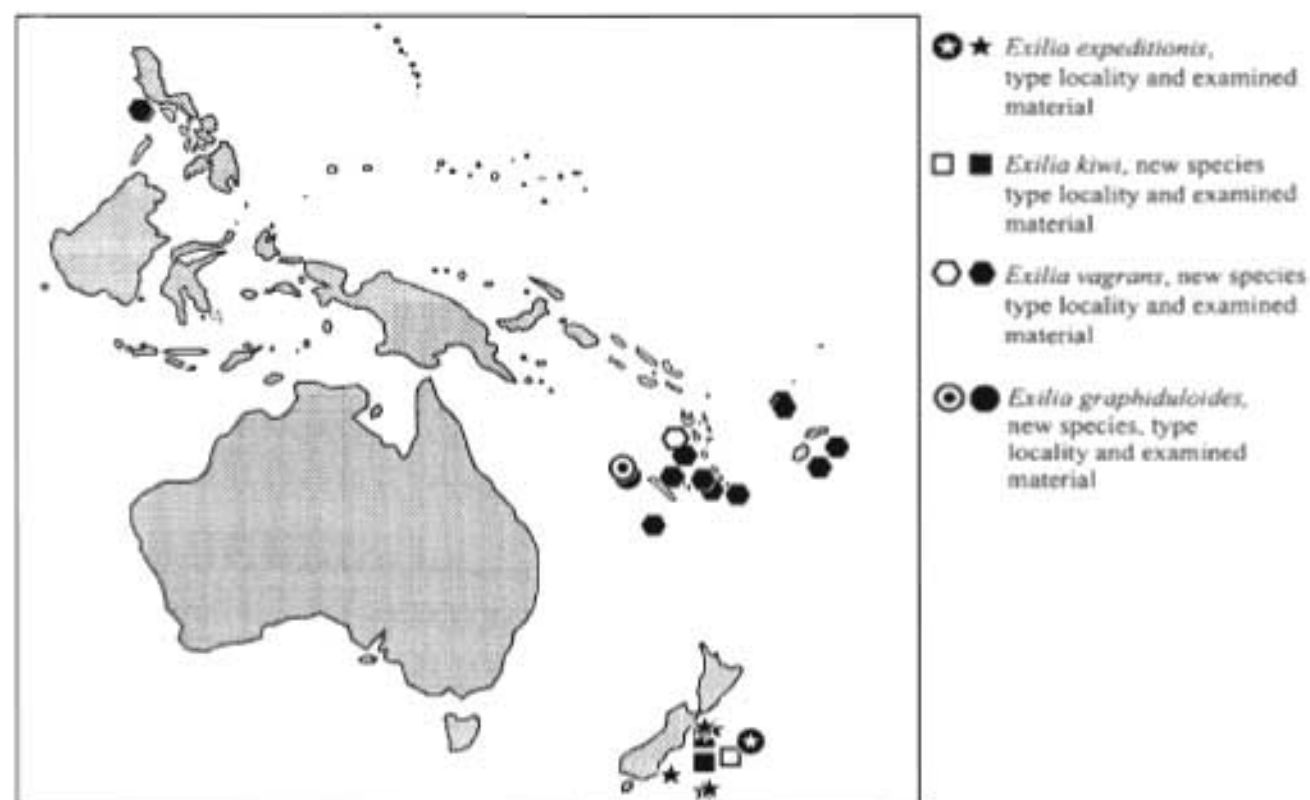 Exilia expeditionis,
type locality and examined
material
Exilia kiwi, new species
type locality and examined
material
Exilia vagrans, new species
type locality and examined
material
Exilia graphiduloides,
new species, type
locality and examined
material